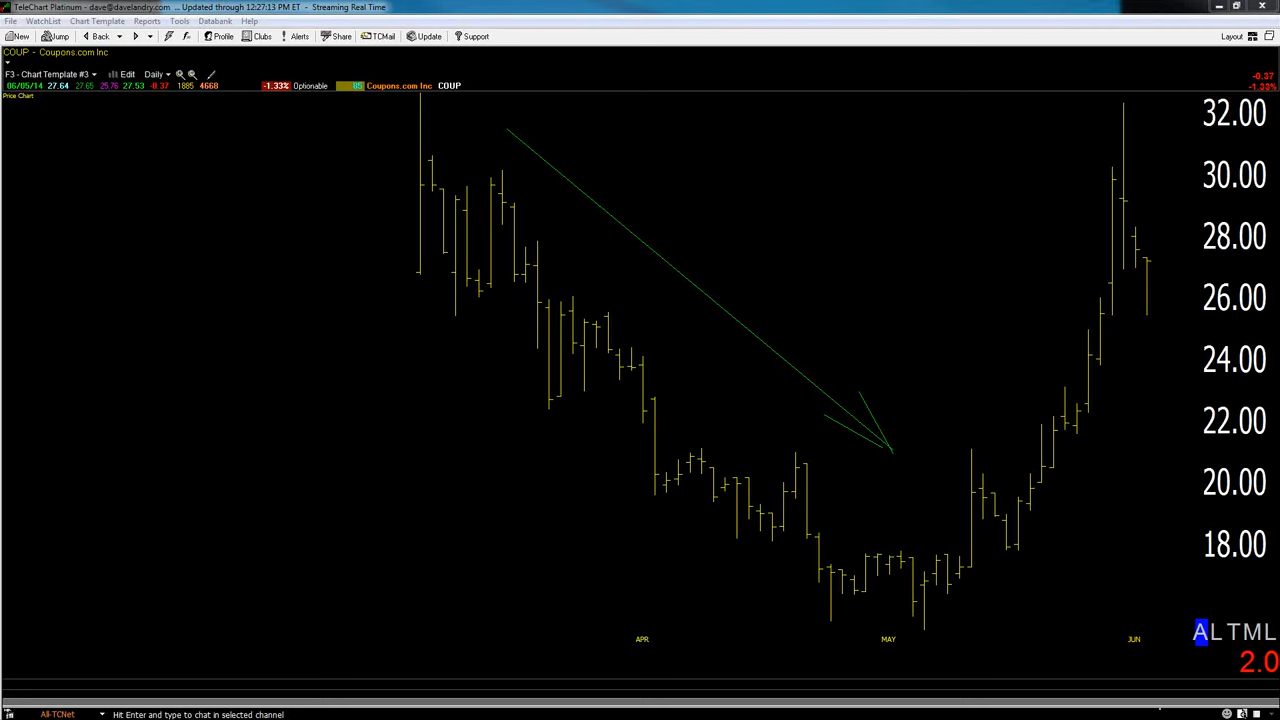 TeleChart Platinum - dave@davelandry.com ... Updated through 12:27:13 PM ET - Streaming Real Time
File WatchList Chart Template Reports Tools Databank Help
New Jump Back Profile Clubs Alerts Share TCMail Update Support Layout
COUP - Coupons.com Inc
F3 - Chart Template #3 Edit Daily
-0.37
06/05/14 27.64 27.65 25.76 27.53 -0.37 1885 4668 -1.33% Optionable 85 Coupons.com Inc COUP -1.33%
Price Chart
32.00
30.00
28.00
26.00
24.00
22.00
20.00
18.00
ALTML
APR MAY JUN
2.0
All-TCNet Hit Enter and type to chat in selected channel